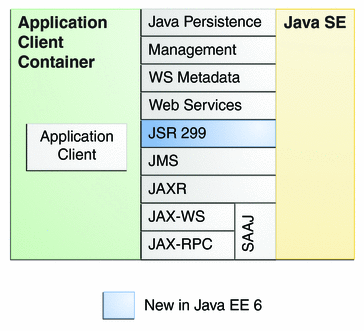 Application
Client
Container
Application
Client
Java Persistence
Management
WS Metadata
Web Services
JSR 299
JMS
JAXR
JAX-WS
JAX-RPC
SAAJ
Java SE
New in Java EE 6